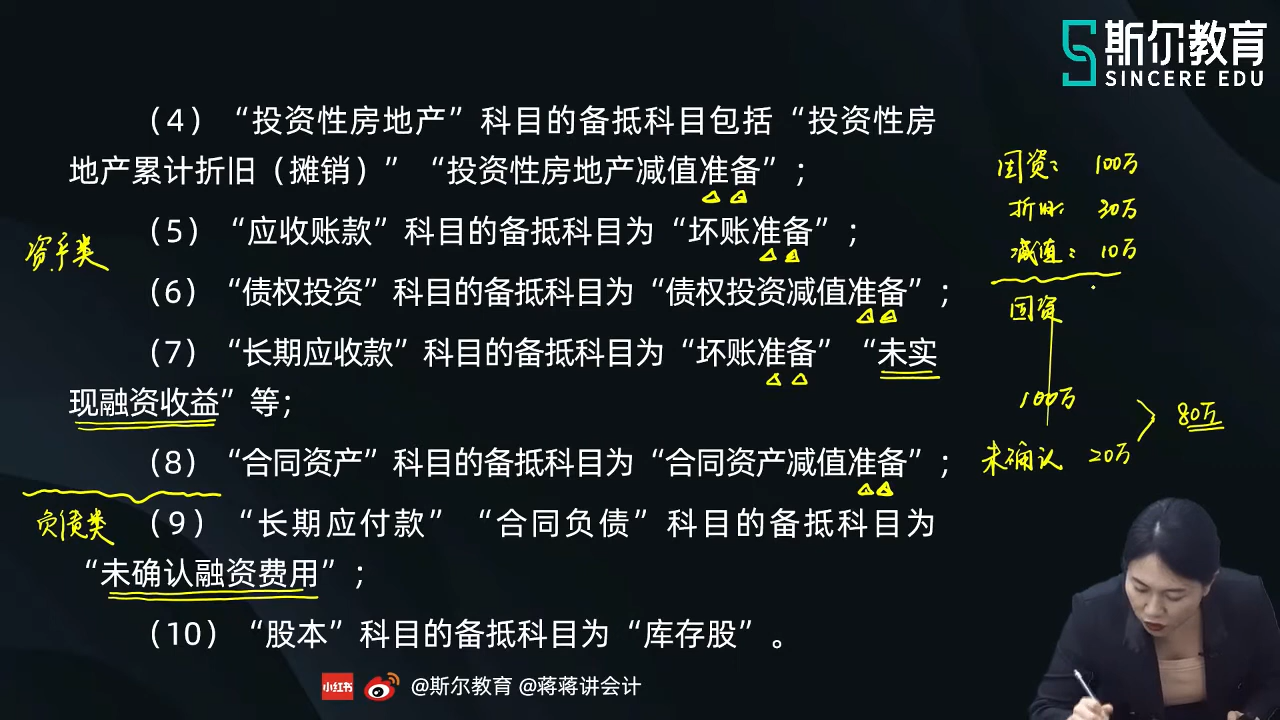 斯尔教育
SINCERE EDU
（4）“投资性房地产”科目的备抵科目包括“投资性房
地产累计折旧（摊销）”“投资性房地产减值准备”；
（5）“应收账款”科目的备抵科目为“坏账准备”；
（6）“债权投资”科目的备抵科目为“债权投资减值准备”；
（7）“长期应收款”科目的备抵科目为“坏账准备”“未实
现融资收益”等；
（8）“合同资产”科目的备抵科目为“合同资产减值准备”；
（9）“长期应付款”“合同负债”科目的备抵科目为
“未确认融资费用”；
（10）“股本”科目的备抵科目为“库存股”。
资产类
负债类
固资：100万
折旧：30万
减值：10万
固资
100万
未确认 20万
80万
小红书
@斯尔教育 @蒋蒋讲会计